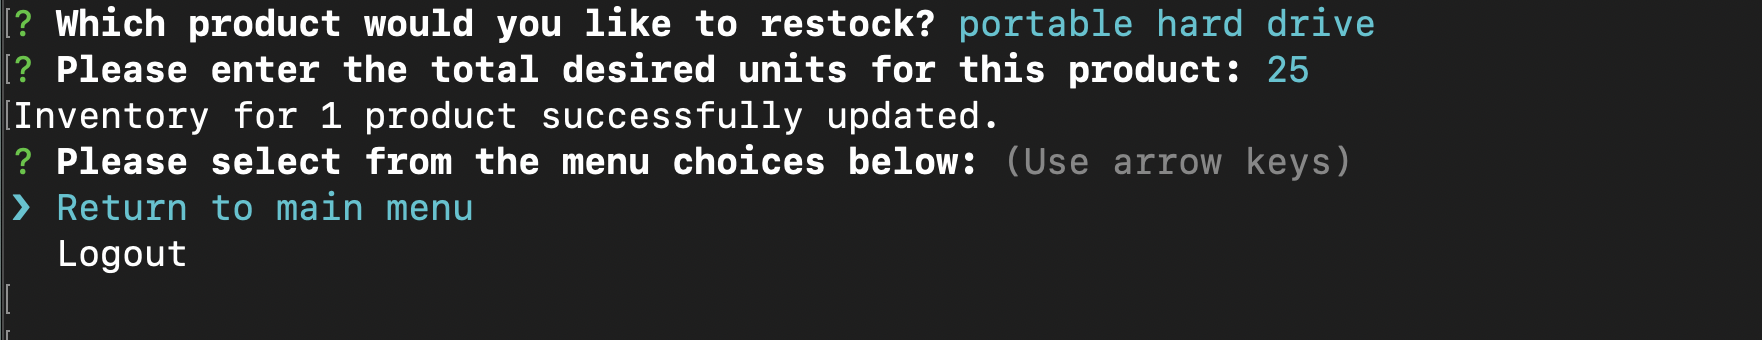 ? Which product would you like to restock? portable hard drive
? Please enter the total desired units for this product: 25
Inventory for 1 product successfully updated.
? Please select from the menu choices below: (Use arrow keys)
❯ Return to main menu
Logout